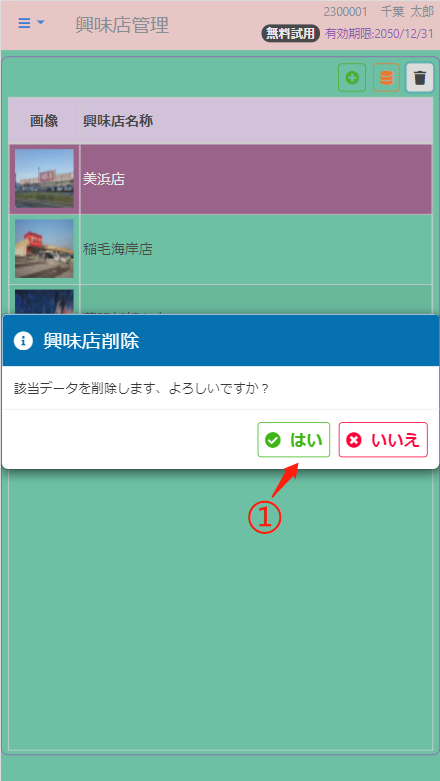 2300001 千葉 太郎
興味店管理
無料試用 有効期限:2050/12/31
画像 興味店名称
美浜店
稲毛海岸店
興味店削除
該当データを削除します、よろしいですか？
はい いいえ
①